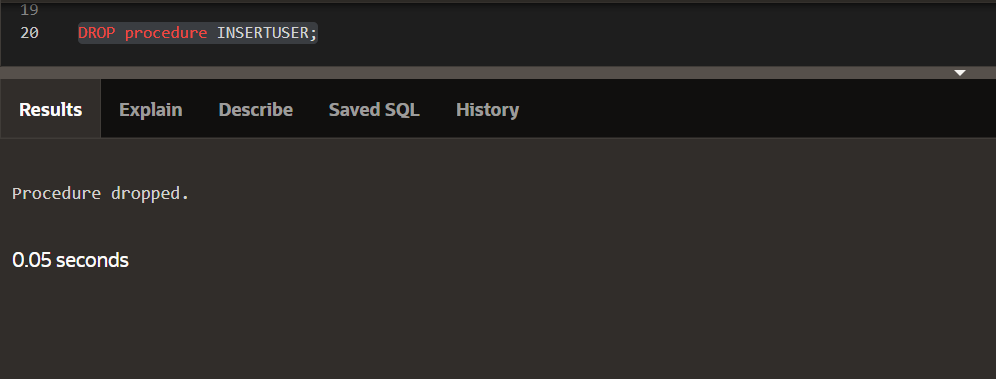 19
20 DROP procedure INSERTUSER;
Results Explain Describe Saved SQL History
Procedure dropped.
0.05 seconds